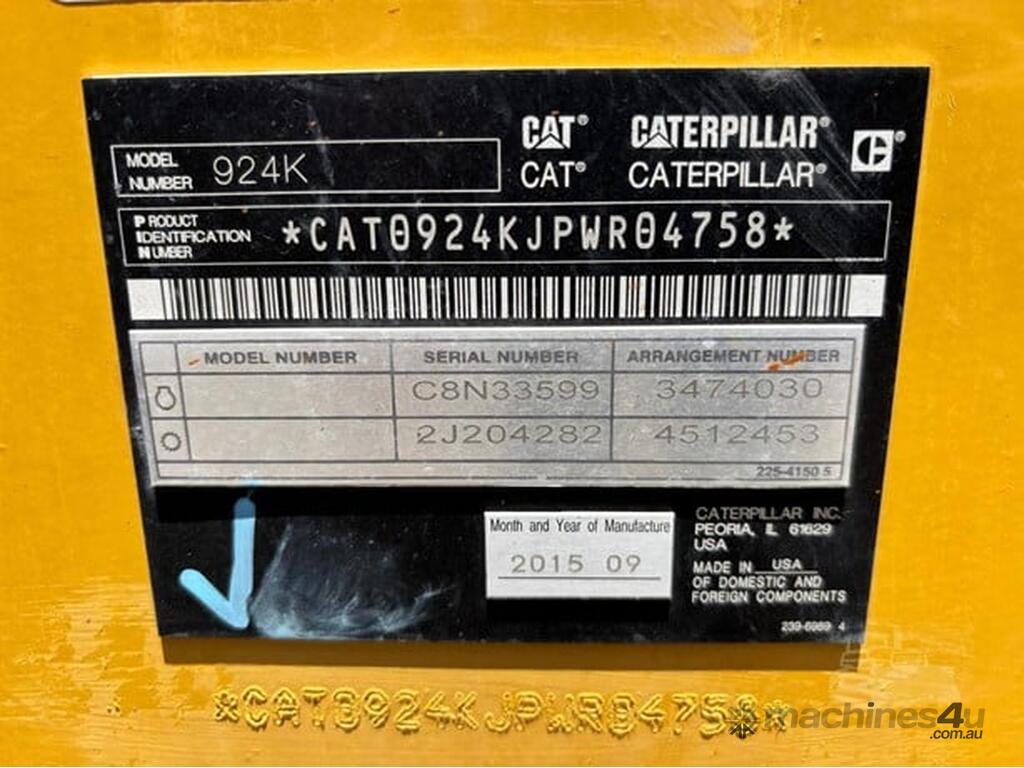 CAT® CATERPILLAR®
CAT® CATERPILLAR®
MODEL
NUMBER 924K
PRODUCT
IDENTIFICATION
NUMBER
*CAT0924KJPWR04758*
MODEL NUMBER SERIAL NUMBER ARRANGEMENT NUMBER
C8N33599 3474030
2J204282 4512453
225-4150 5
Month and Year of Manufacture
2015 09
CATERPILLAR INC.
PEORIA, IL 61629
USA
MADE IN USA
OF DOMESTIC AND
FOREIGN COMPONENTS
239-6989 4
*CAT0924KJPWR04758*
machines4u
.com.au